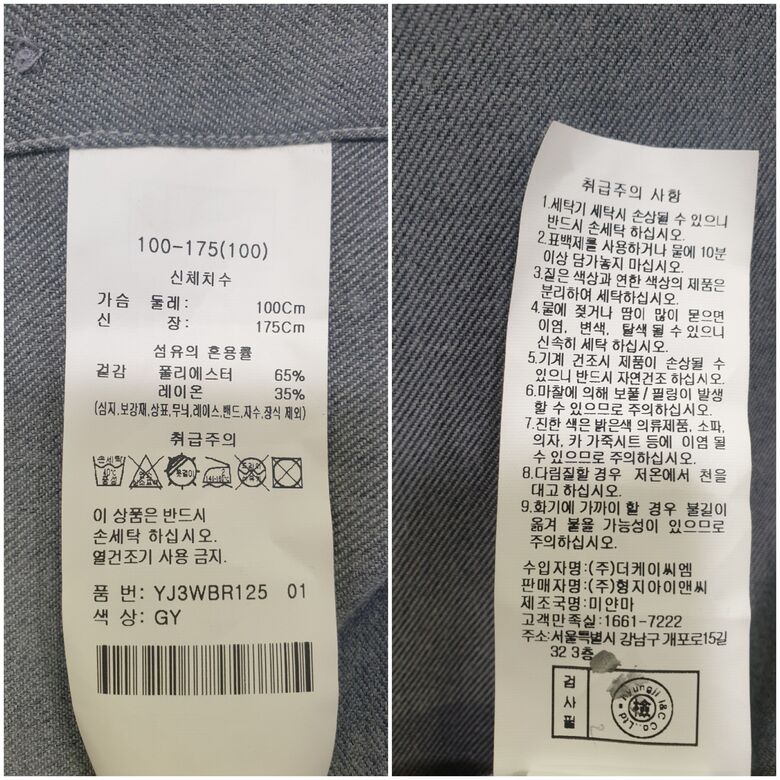 100-175(100)
신체치수
가슴 둘레: 100Cm
신 장: 175Cm
섬유의 혼용률
겉감 폴리에스터 65%
레이온 35%
(심지,보강재,상표,무늬,레이스,밴드,자수,장식 제외)
취급주의
손세탁
이 상품은 반드시
손세탁 하십시오.
열건조기 사용 금지.
품 번: YJ3WBR125 01
색 상: GY
취급주의 사항
1.세탁기 세탁시 손상될 수 있으니
반드시 손세탁 하십시오.
2.표백제를 사용하거나 물에 10분
이상 담가놓지 마십시오.
3.짙은 색상과 연한 색상의 제품은
분리하여 세탁하십시오.
4.물에 젖거나 땀이 많이 묻으면
이염, 변색, 탈색 될 수 있으니
신속히 세탁 하십시오.
5.기계 건조시 제품이 손상될 수
있으니 반드시 자연건조 하십시오.
6.마찰에 의해 보풀/필링이 발생
할 수 있으므로 주의하십시오.
7.진한 색은 밝은색 의류제품, 소파,
의자, 카 가죽시트 등에 이염 될
수 있으므로 주의하십시오.
8.다림질할 경우 저온에서 천을
대고 하십시오.
9.화기에 가까이 할 경우 불길이
옮겨 붙을 가능성이 있으므로
주의하십시오.
수입자명:(주)더케이씨엠
판매자명:(주)형지아이앤씨
제조국명:미얀마
고객만족실:1661-7222
주소:서울특별시 강남구 개포로15길
32 3층
검사필
hyungji I&C Co., Ltd
檢